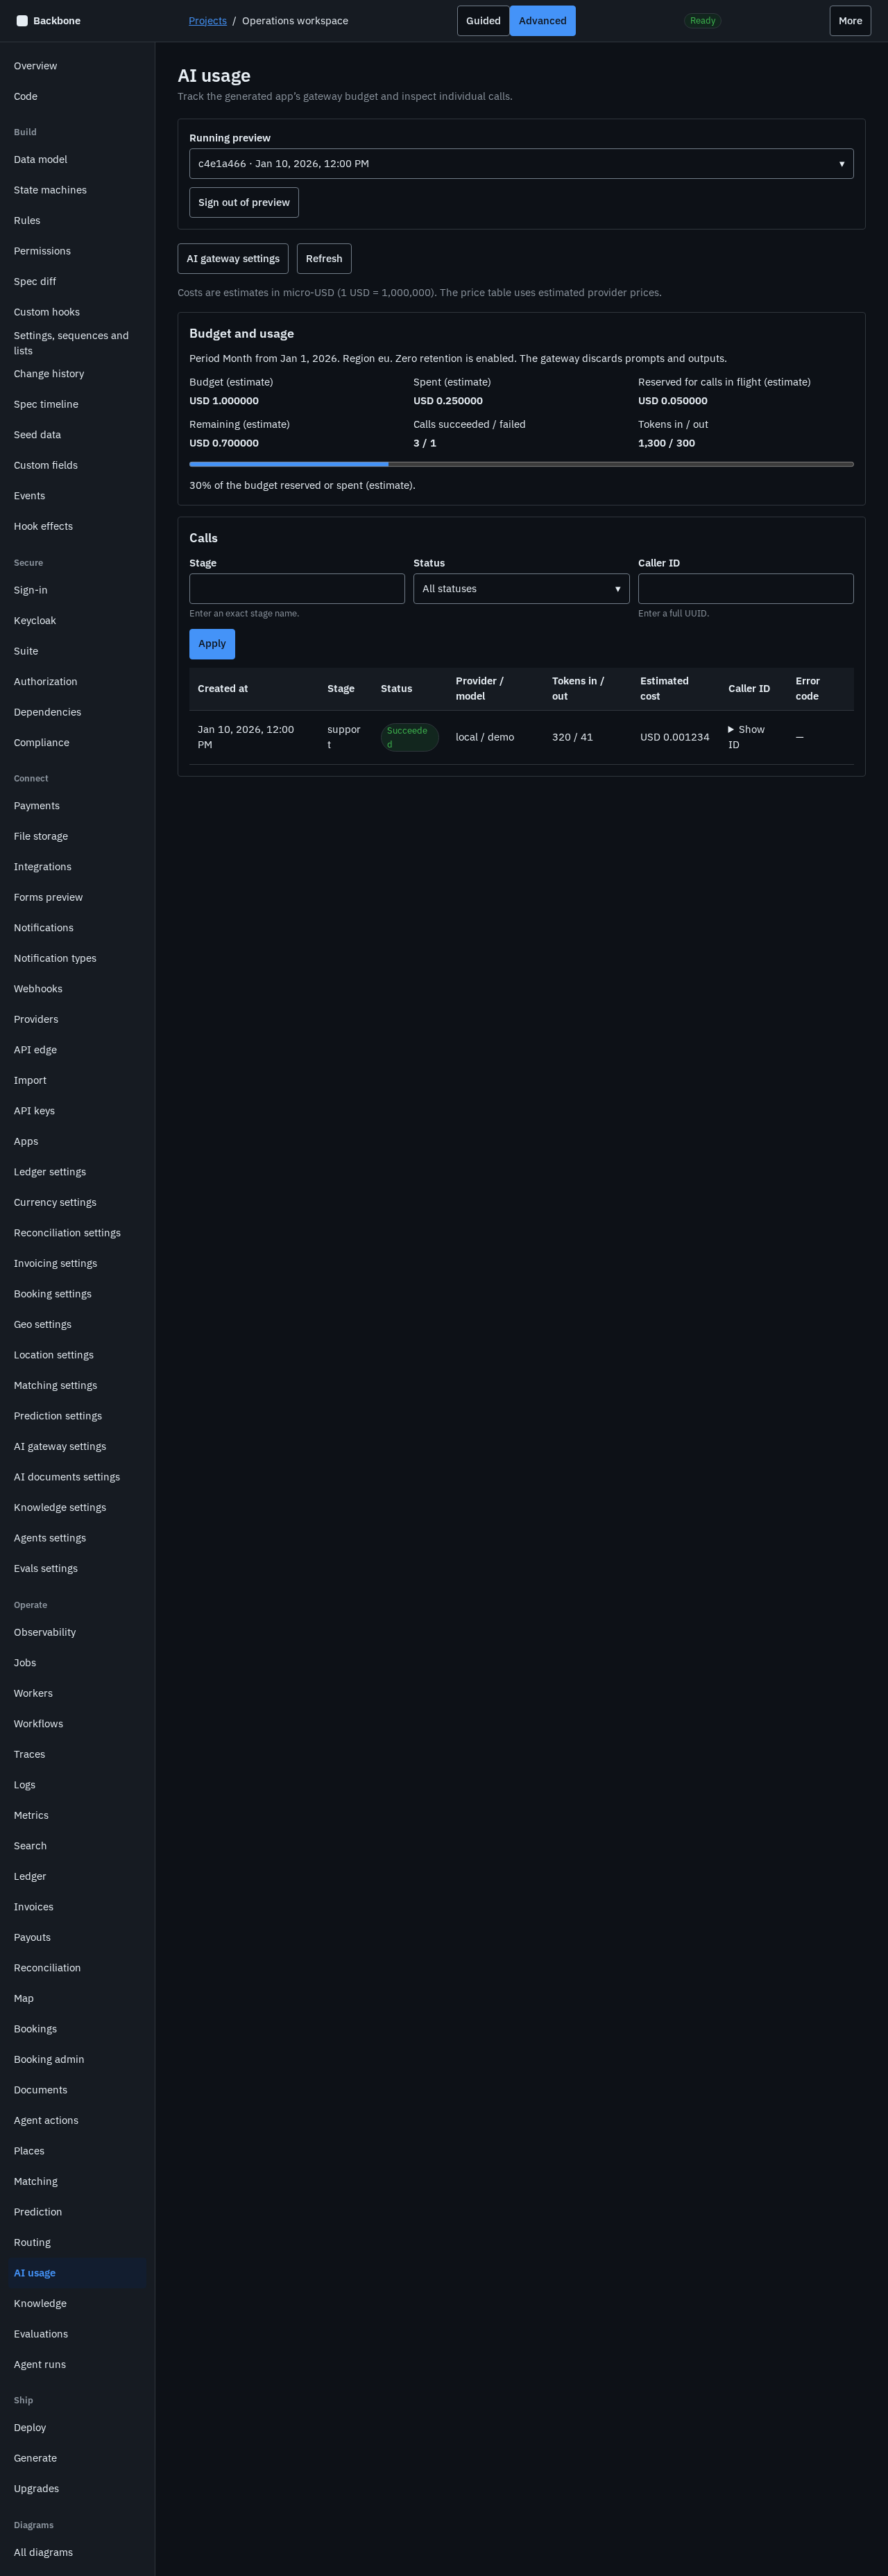 Backbone
Projects / Operations workspace
Guided
Advanced
Ready
More
Overview
Code
Build
Data model
State machines
Rules
Permissions
Spec diff
Custom hooks
Settings, sequences and
lists
Change history
Spec timeline
Seed data
Custom fields
Events
Hook effects
Secure
Sign-in
Keycloak
Suite
Authorization
Dependencies
Compliance
Connect
Payments
File storage
Integrations
Forms preview
Notifications
Notification types
Webhooks
Providers
API edge
Import
API keys
Apps
Ledger settings
Currency settings
Reconciliation settings
Invoicing settings
Booking settings
Geo settings
Location settings
Matching settings
Prediction settings
AI gateway settings
AI documents settings
Knowledge settings
Agents settings
Evals settings
Operate
Observability
Jobs
Workers
Workflows
Traces
Logs
Metrics
Search
Ledger
Invoices
Payouts
Reconciliation
Map
Bookings
Booking admin
Documents
Agent actions
Places
Matching
Prediction
Routing
AI usage
Knowledge
Evaluations
Agent runs
Ship
Deploy
Generate
Upgrades
Diagrams
All diagrams
AI usage
Track the generated app’s gateway budget and inspect individual calls.
Running preview
c4e1a466 · Jan 10, 2026, 12:00 PM
Sign out of preview
AI gateway settings
Refresh
Costs are estimates in micro-USD (1 USD = 1,000,000). The price table uses estimated provider prices.
Budget and usage
Period Month from Jan 1, 2026. Region eu. Zero retention is enabled. The gateway discards prompts and outputs.
Budget (estimate)
USD 1.000000
Spent (estimate)
USD 0.250000
Reserved for calls in flight (estimate)
USD 0.050000
Remaining (estimate)
USD 0.700000
Calls succeeded / failed
3 / 1
Tokens in / out
1,300 / 300
30% of the budget reserved or spent (estimate).
Calls
Stage
Enter an exact stage name.
Status
All statuses
Caller ID
Enter a full UUID.
Apply
Created at
Stage
Status
Provider /
model
Tokens in /
out
Estimated
cost
Caller ID
Error
code
Jan 10, 2026, 12:00
PM
suppor
t
Succeede
d
local / demo
320 / 41
USD 0.001234
Show
ID
—